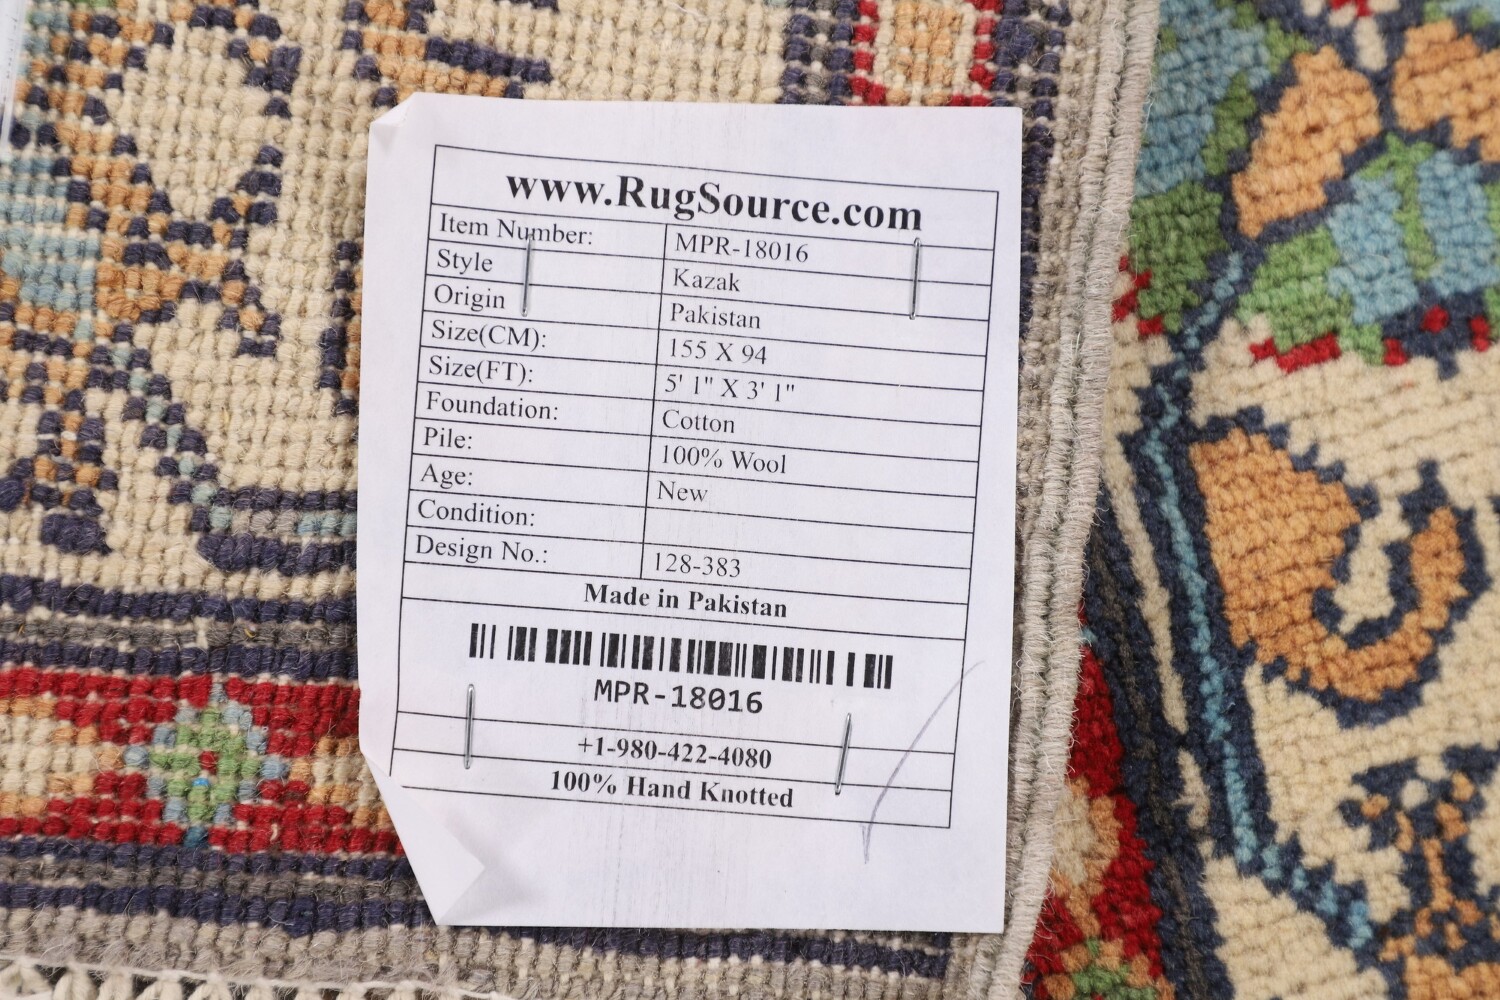 www.RugSource.com
Item Number: MPR-18016
Style Kazak
Origin Pakistan
Size(CM): 155 X 94
Size(FT): 5' 1" X 3' 1"
Foundation: Cotton
Pile: 100% Wool
Age: New
Condition:
Design No.: 128-383
Made in Pakistan
MPR-18016
+1-980-422-4080
100% Hand Knotted